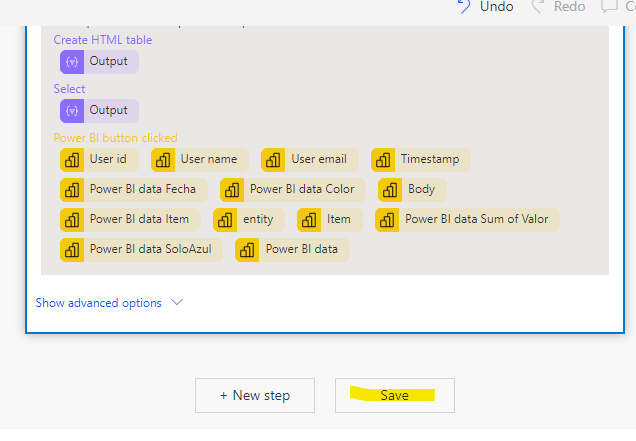 Undo Redo
Create HTML table
Output
Select
Output
Power BI button clicked
User id User name User email Timestamp
Power BI data Fecha Power BI data Color Body
Power BI data Item entity Item Power BI data Sum of Valor
Power BI data SoloAzul Power BI data
Show advanced options
+ New step Save